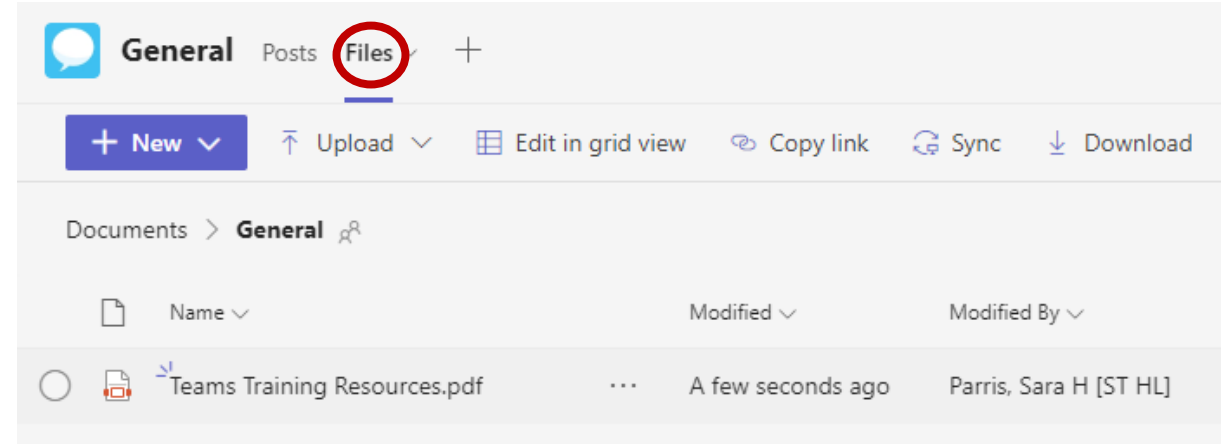 General Posts Files
New Upload Edit in grid view Copy link Sync Download
Documents > General
Name Modified Modified By
Teams Training Resources.pdf ... A few seconds ago Parris, Sara H [ST HL]